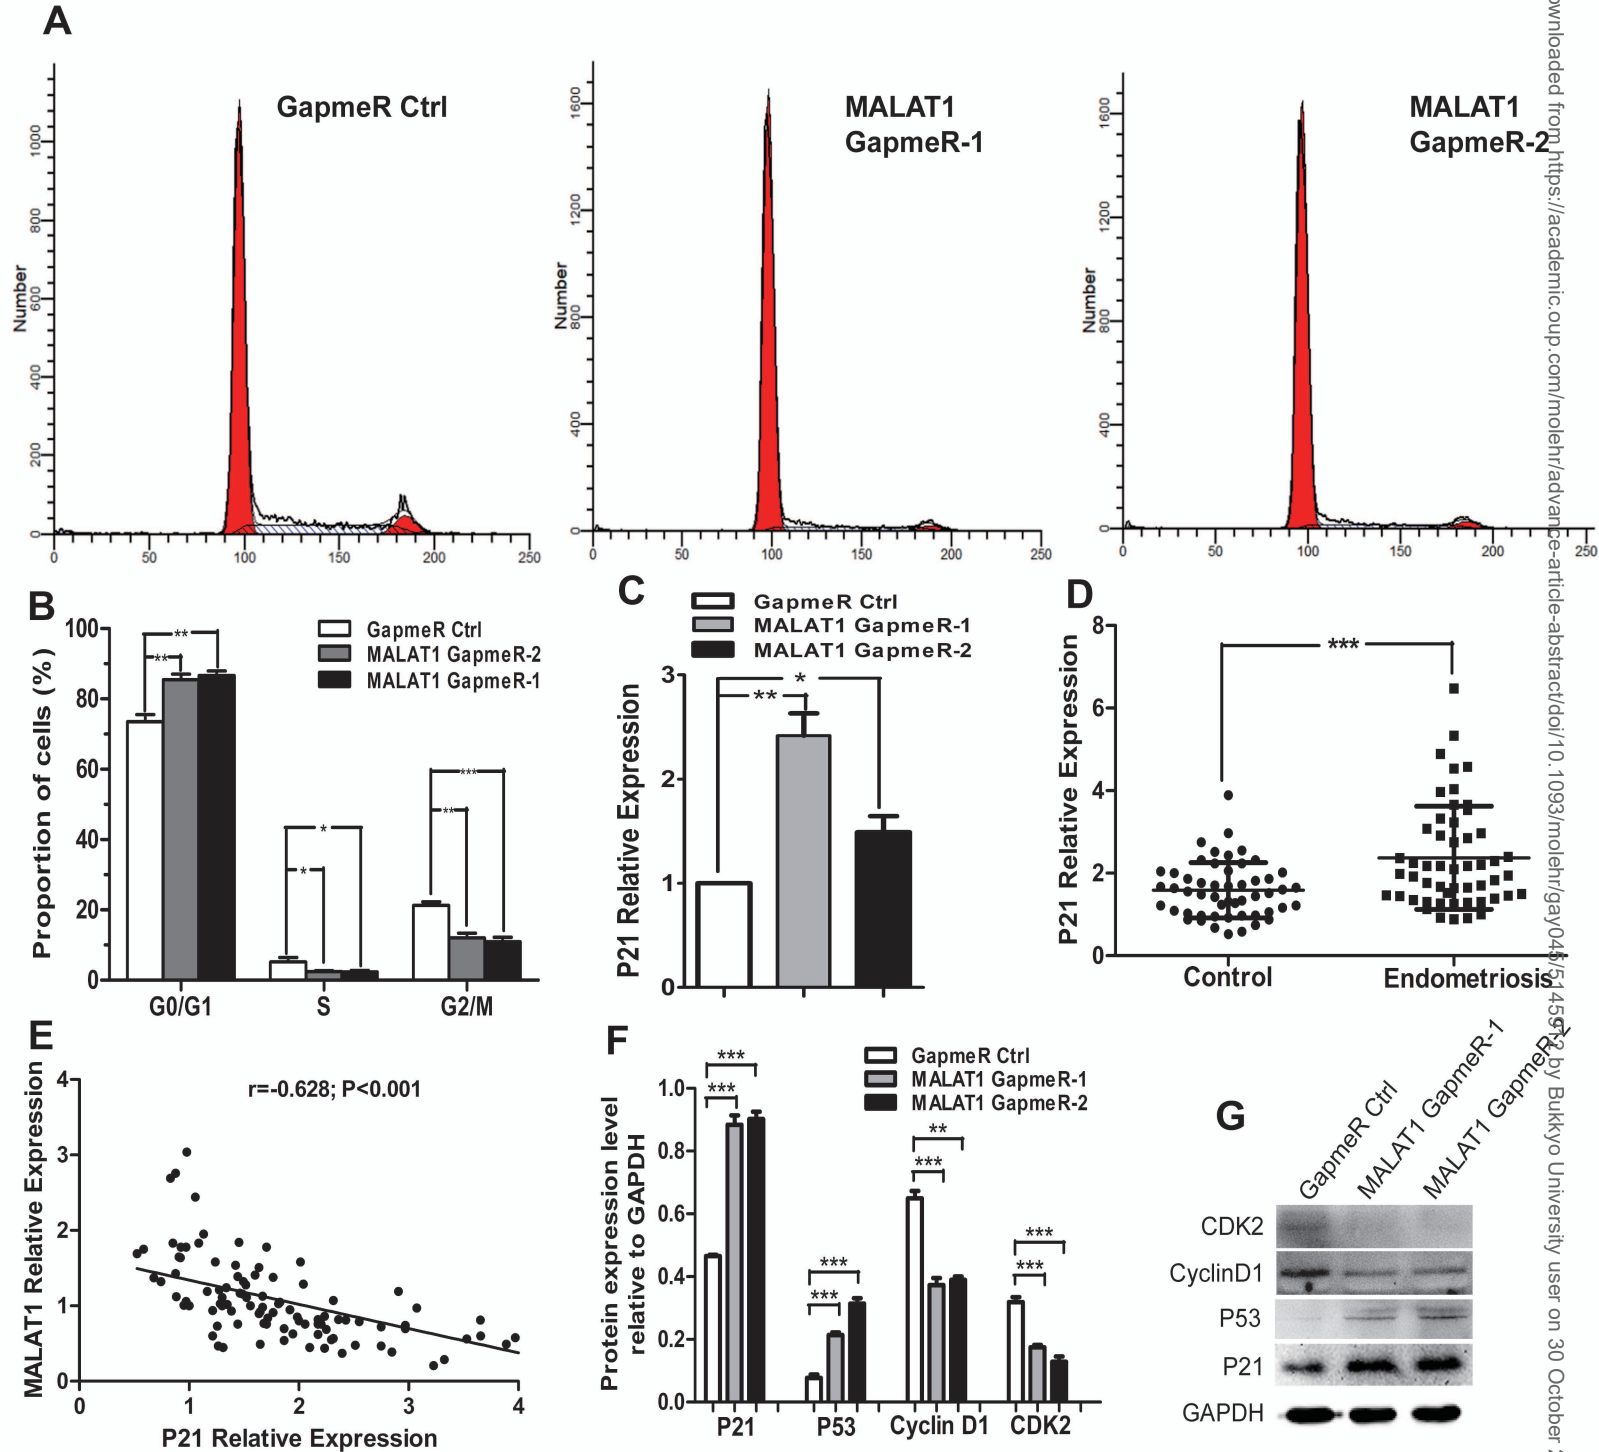 A
GapmeR Ctrl
MALAT1
GapmeR-1
MALAT1
GapmeR-2
Number
0
200
400
600
800
1000
0
50
100
150
200
250
Number
0
400
800
1200
1600
0
50
100
150
200
250
Number
0
400
800
1200
1600
0
50
100
150
200
250
B
Proportion of cells (%)
100
80
60
40
20
0
GapmeR Ctrl
MALAT1 GapmeR-2
MALAT1 GapmeR-1
**
**
*
*
***
**
G0/G1
S
G2/M
C
GapmeR Ctrl
MALAT1 GapmeR-1
MALAT1 GapmeR-2
P21 Relative Expression
3
2
1
0
*
**
D
P21 Relative Expression
8
6
4
2
0
***
Control
Endometriosis
E
MALAT1 Relative Expression
4
3
2
1
0
r=-0.628; P<0.001
0
1
2
3
4
P21 Relative Expression
F
Protein expression level
relative to GAPDH
1.0
0.8
0.6
0.4
0.2
0.0
GapmeR Ctrl
MALAT1 GapmeR-1
MALAT1 GapmeR-2
***
***
***
***
**
***
***
***
P21
P53
Cyclin D1
CDK2
G
GapmeR Ctrl
MALAT1 GapmeR-1
MALAT1 GapmeR-2
CDK2
CyclinD1
P53
P21
GAPDH
from https://academic.oup.com/molehr/advance-article-abstract/doi/10.1093/molehr/gay045/5145912 by Bukkyo University user on 30 October